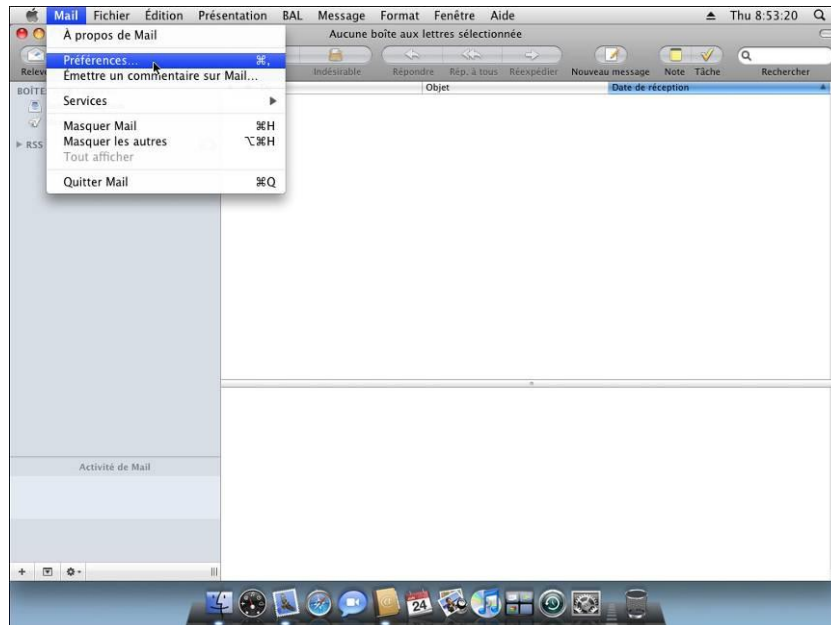 Mail Fichier Édition Présentation BAL Message Format Fenêtre Aide Thu 8:53:20
Aucune boîte aux lettres sélectionnée
À propos de Mail
Préférences... ⌘,
Émettre un commentaire sur Mail...
Services
Masquer Mail ⌘H
Masquer les autres ⌥⌘H
Tout afficher
Quitter Mail ⌘Q
Relev
Indésirable Répondre Rép. à tous Réexpédier Nouveau message Note Tâche Rechercher
BOÎTE
RSS
Objet Date de réception
Activité de Mail
24